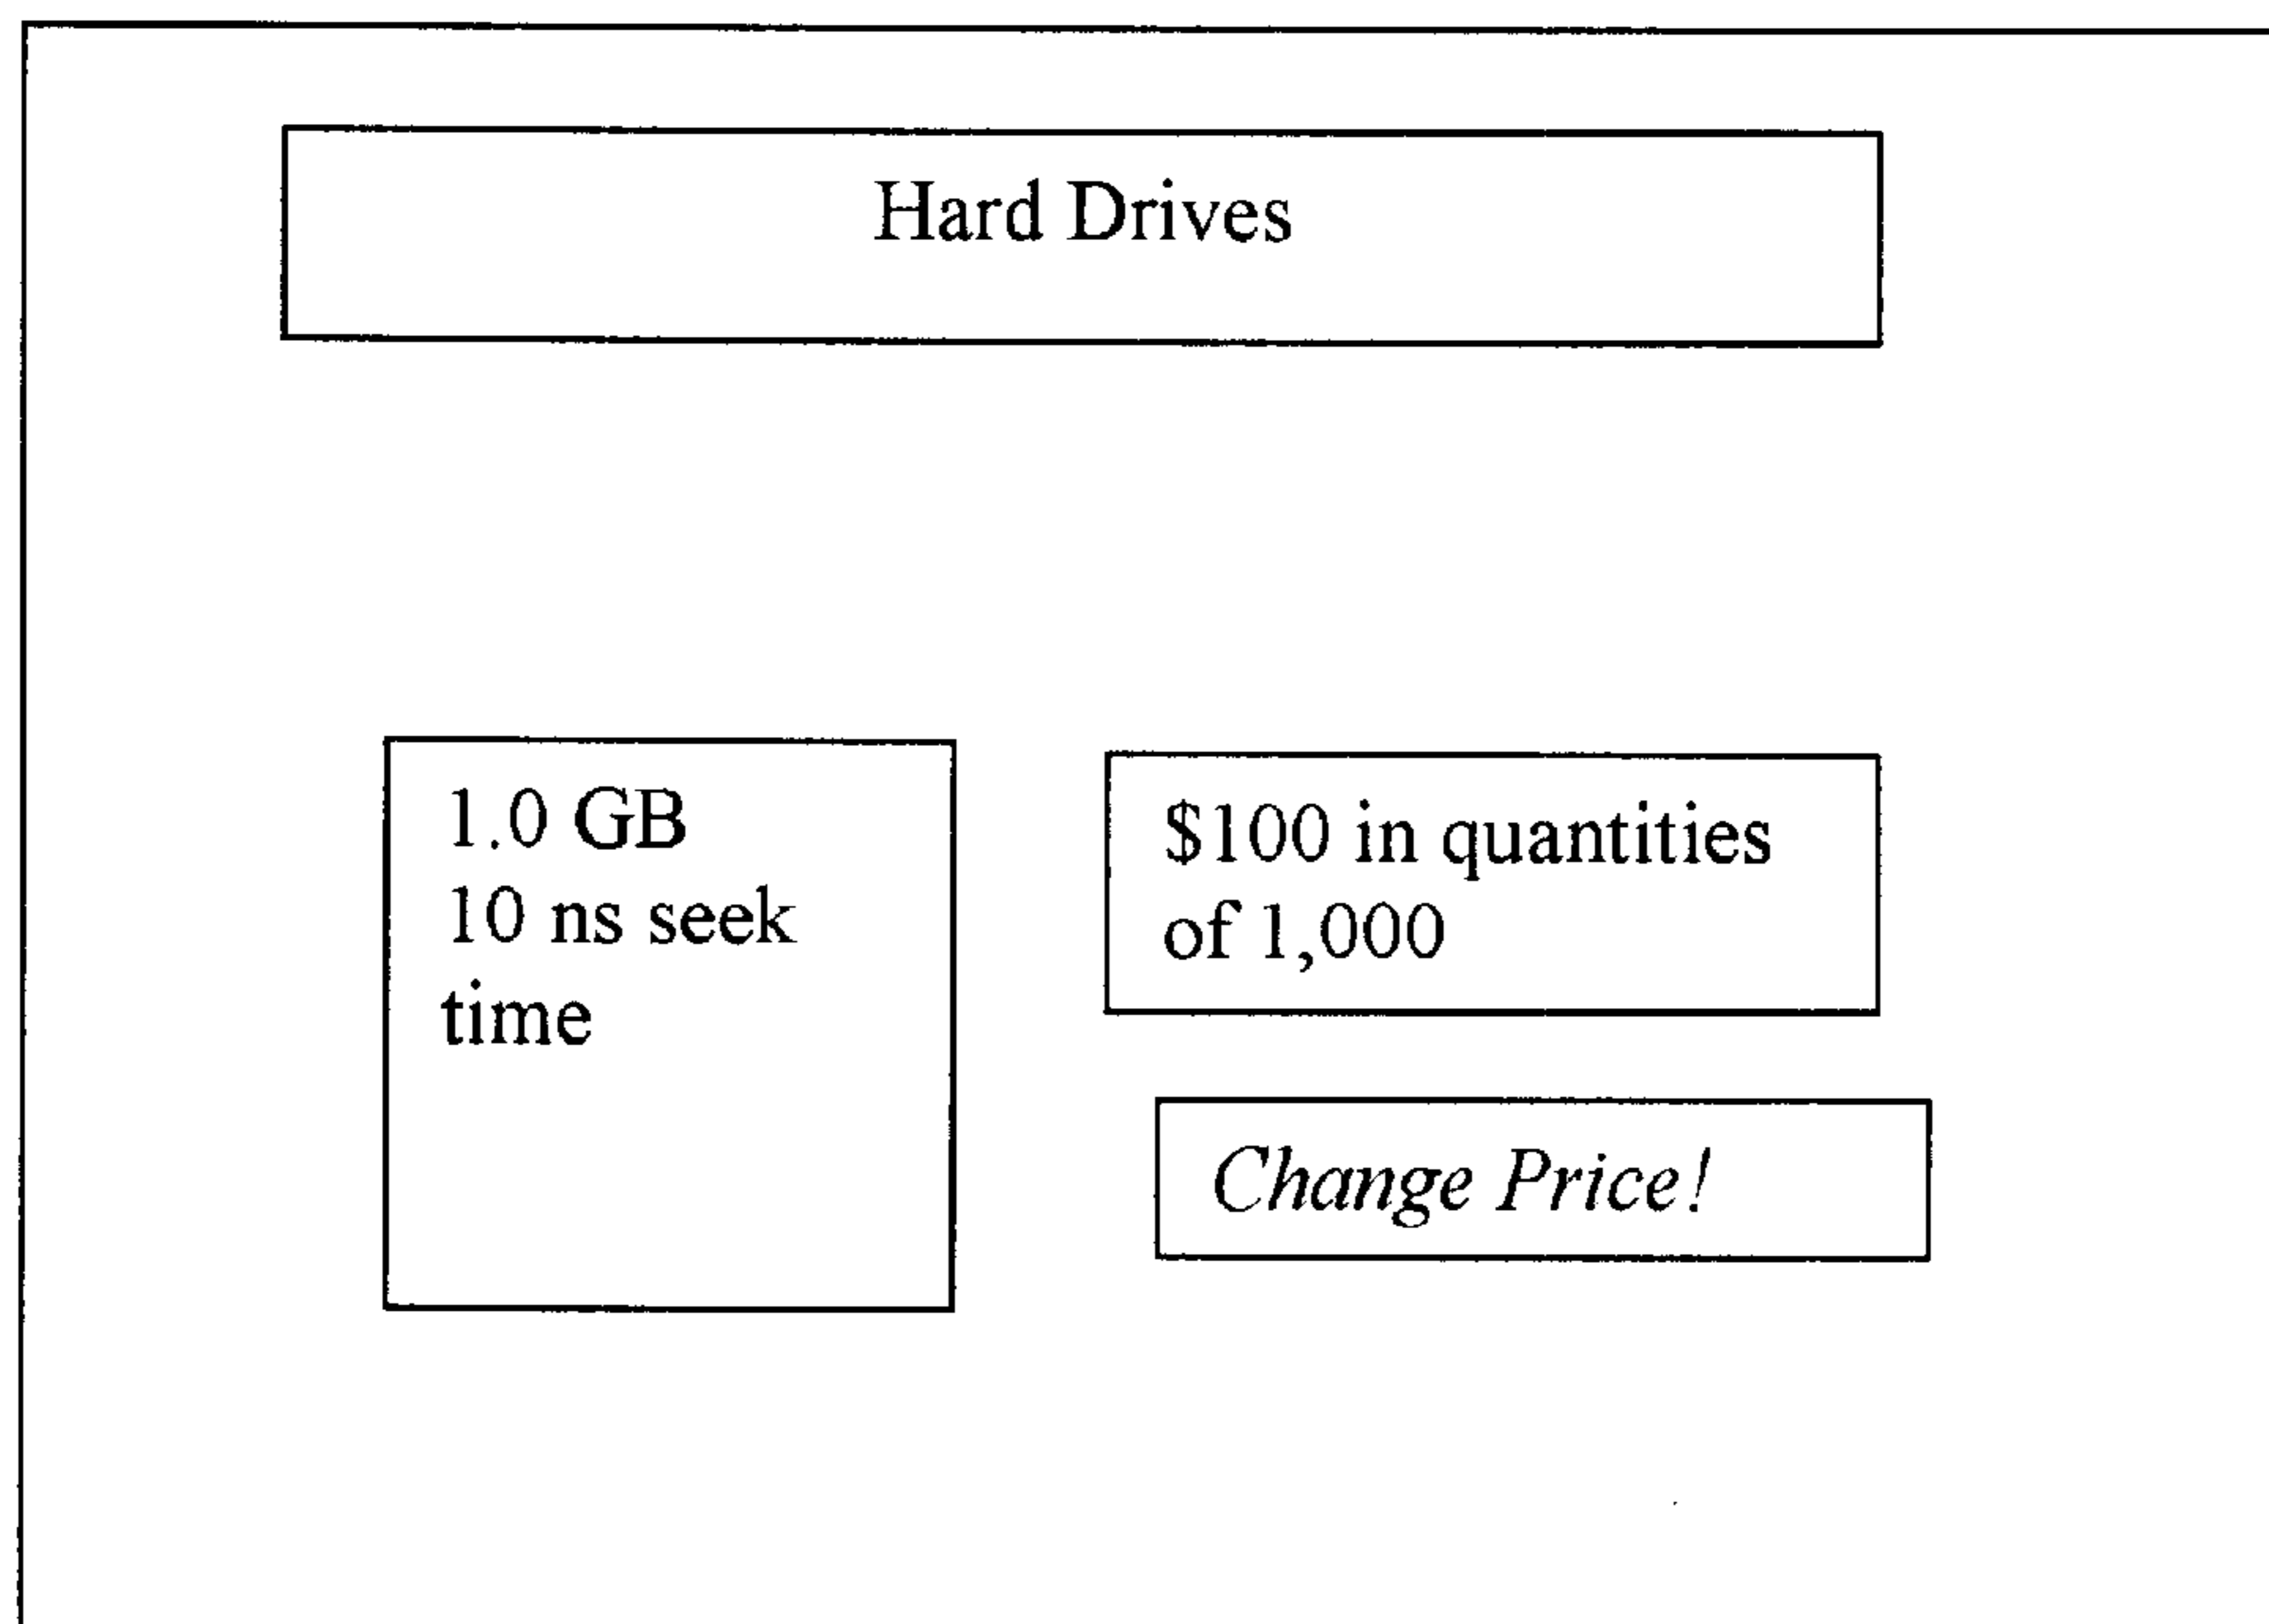 Hard Drives
1.0 GB
10 ns seek
time
$100 in quantities
of 1,000
Change Price!